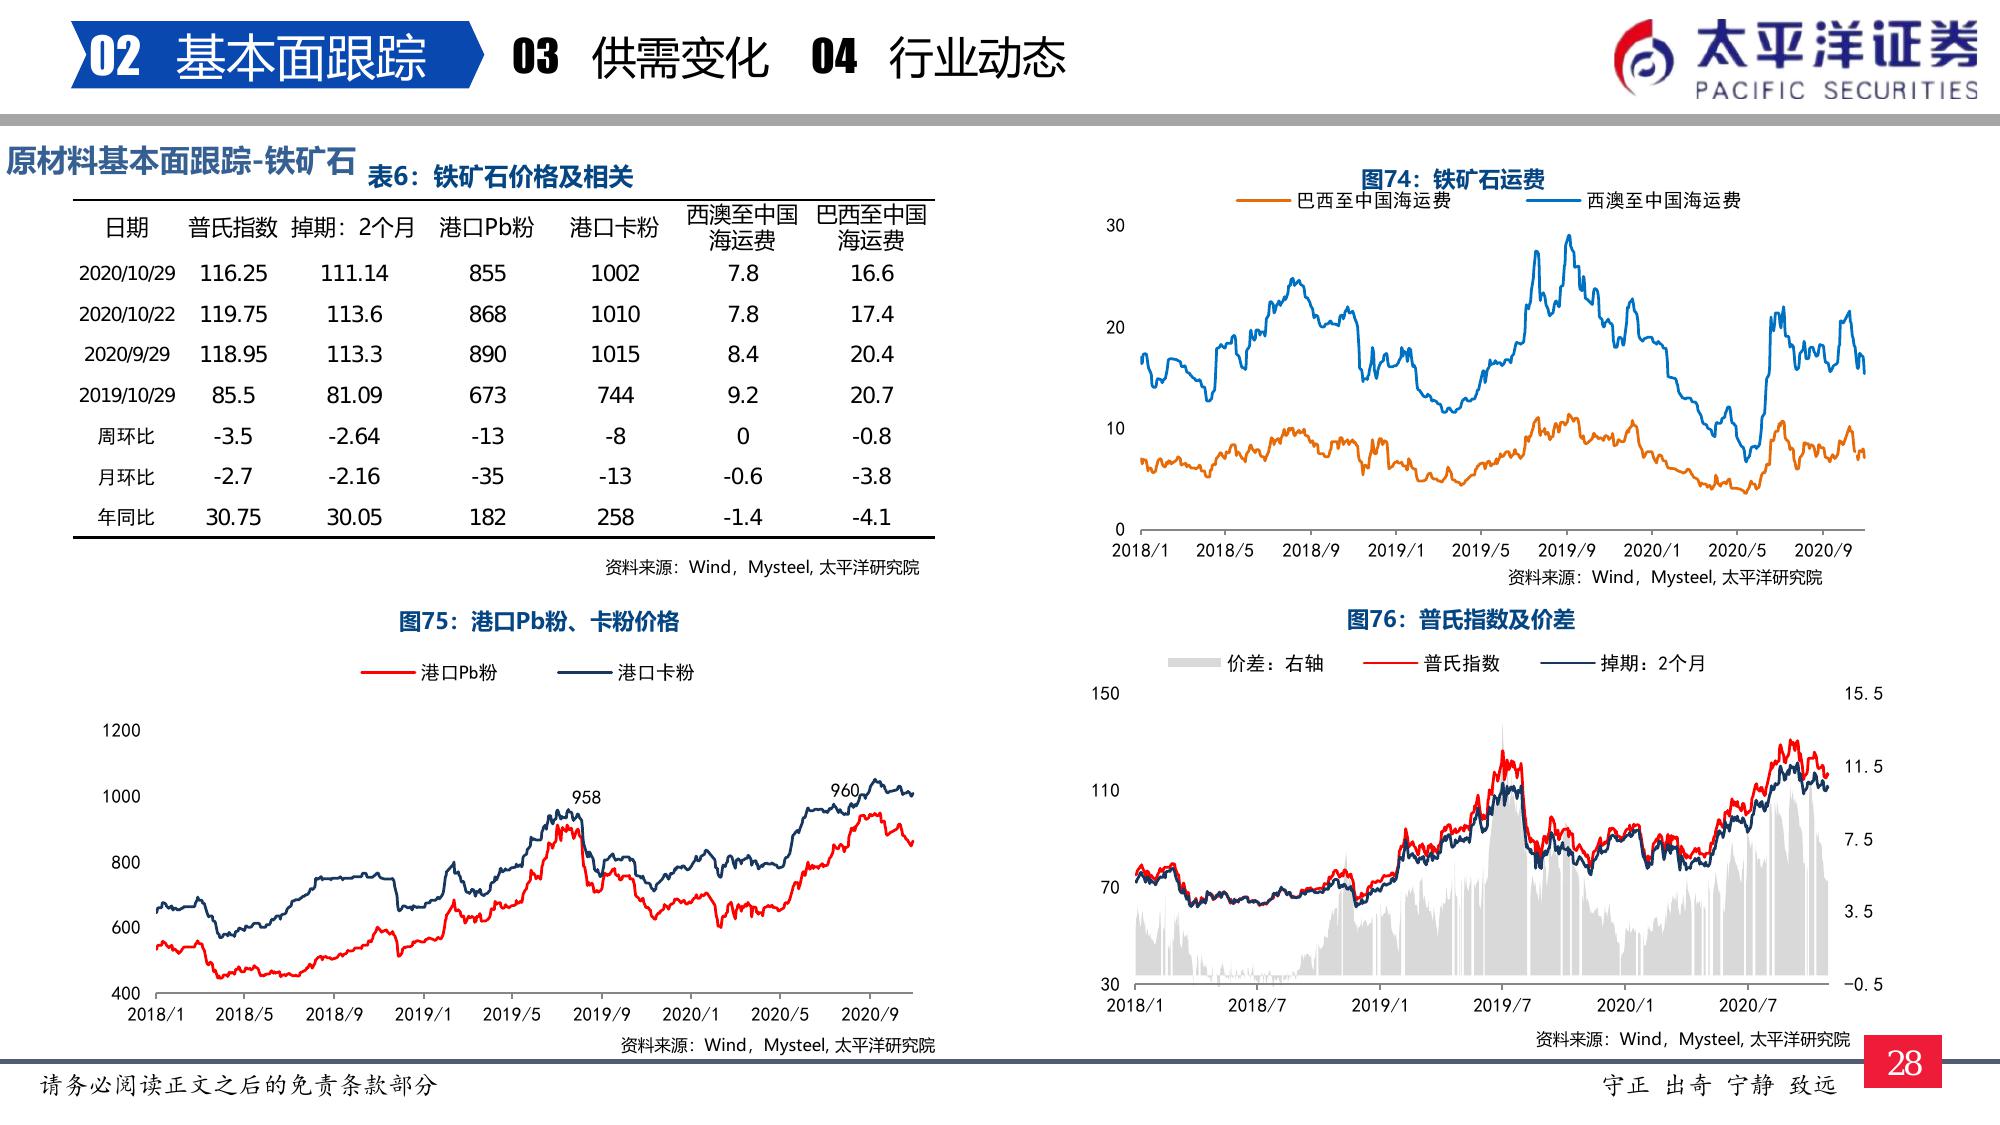 02 基本面跟踪 03 供需变化 04 行业动态
太平洋证券
PACIFIC SECURITIES
原材料基本面跟踪-铁矿石
表6：铁矿石价格及相关
日期 普氏指数 掉期：2个月 港口Pb粉 港口卡粉 西澳至中国海运费 巴西至中国海运费
2020/10/29 116.25 111.14 855 1002 7.8 16.6
2020/10/22 119.75 113.6 868 1010 7.8 17.4
2020/9/29 118.95 113.3 890 1015 8.4 20.4
2019/10/29 85.5 81.09 673 744 9.2 20.7
周环比 -3.5 -2.64 -13 -8 0 -0.8
月环比 -2.7 -2.16 -35 -13 -0.6 -3.8
年同比 30.75 30.05 182 258 -1.4 -4.1
资料来源：Wind，Mysteel, 太平洋研究院
图74：铁矿石运费
巴西至中国海运费 西澳至中国海运费
30
20
10
0
2018/1 2018/5 2018/9 2019/1 2019/5 2019/9 2020/1 2020/5 2020/9
资料来源：Wind，Mysteel, 太平洋研究院
图75：港口Pb粉、卡粉价格
港口Pb粉 港口卡粉
1200
1000
800
600
400
958
960
2018/1 2018/5 2018/9 2019/1 2019/5 2019/9 2020/1 2020/5 2020/9
资料来源：Wind，Mysteel, 太平洋研究院
图76：普氏指数及价差
价差：右轴 普氏指数 掉期：2个月
150 15.5
11.5
110
7.5
70
3.5
30 -0.5
2018/1 2018/7 2019/1 2019/7 2020/1 2020/7
资料来源：Wind，Mysteel, 太平洋研究院
28
请务必阅读正文之后的免责条款部分
守正 出奇 宁静 致远